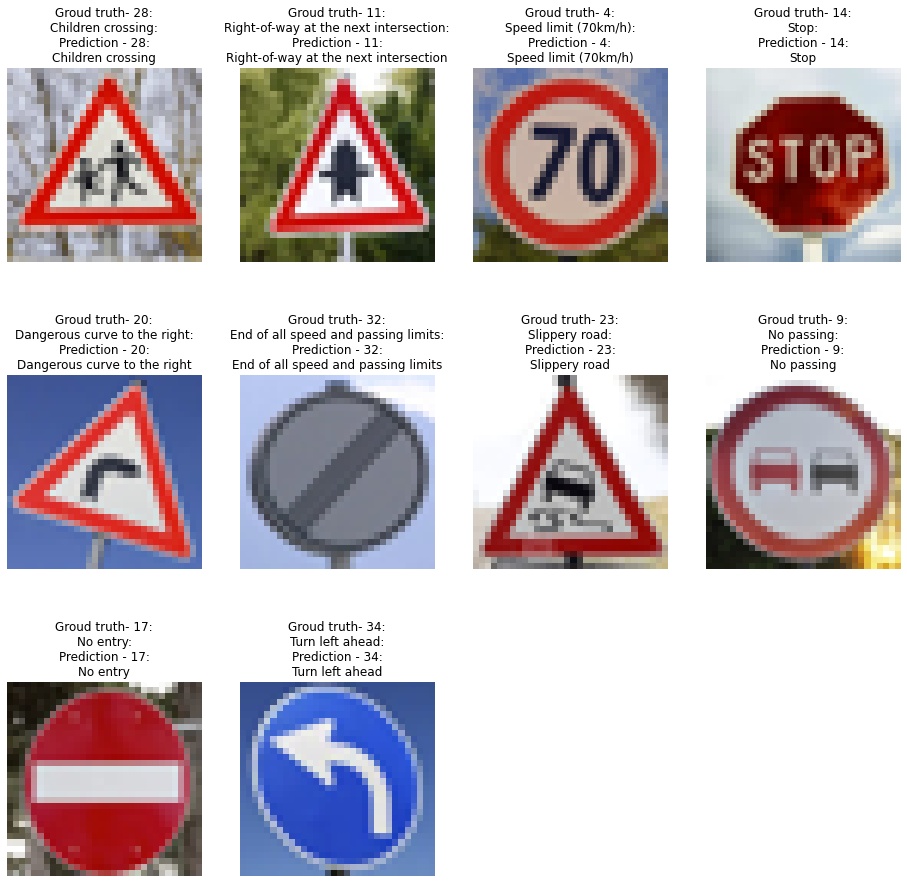 Groud truth- 28:
Children crossing:
Prediction - 28:
Children crossing
Groud truth- 11:
Right-of-way at the next intersection:
Prediction - 11:
Right-of-way at the next intersection
Groud truth- 4:
Speed limit (70km/h):
Prediction - 4:
Speed limit (70km/h)
Groud truth- 14:
Stop:
Prediction - 14:
Stop
70
STOP
Groud truth- 20:
Dangerous curve to the right:
Prediction - 20:
Dangerous curve to the right
Groud truth- 32:
End of all speed and passing limits:
Prediction - 32:
End of all speed and passing limits
Groud truth- 23:
Slippery road:
Prediction - 23:
Slippery road
Groud truth- 9:
No passing:
Prediction - 9:
No passing
Groud truth- 17:
No entry:
Prediction - 17:
No entry
Groud truth- 34:
Turn left ahead:
Prediction - 34:
Turn left ahead